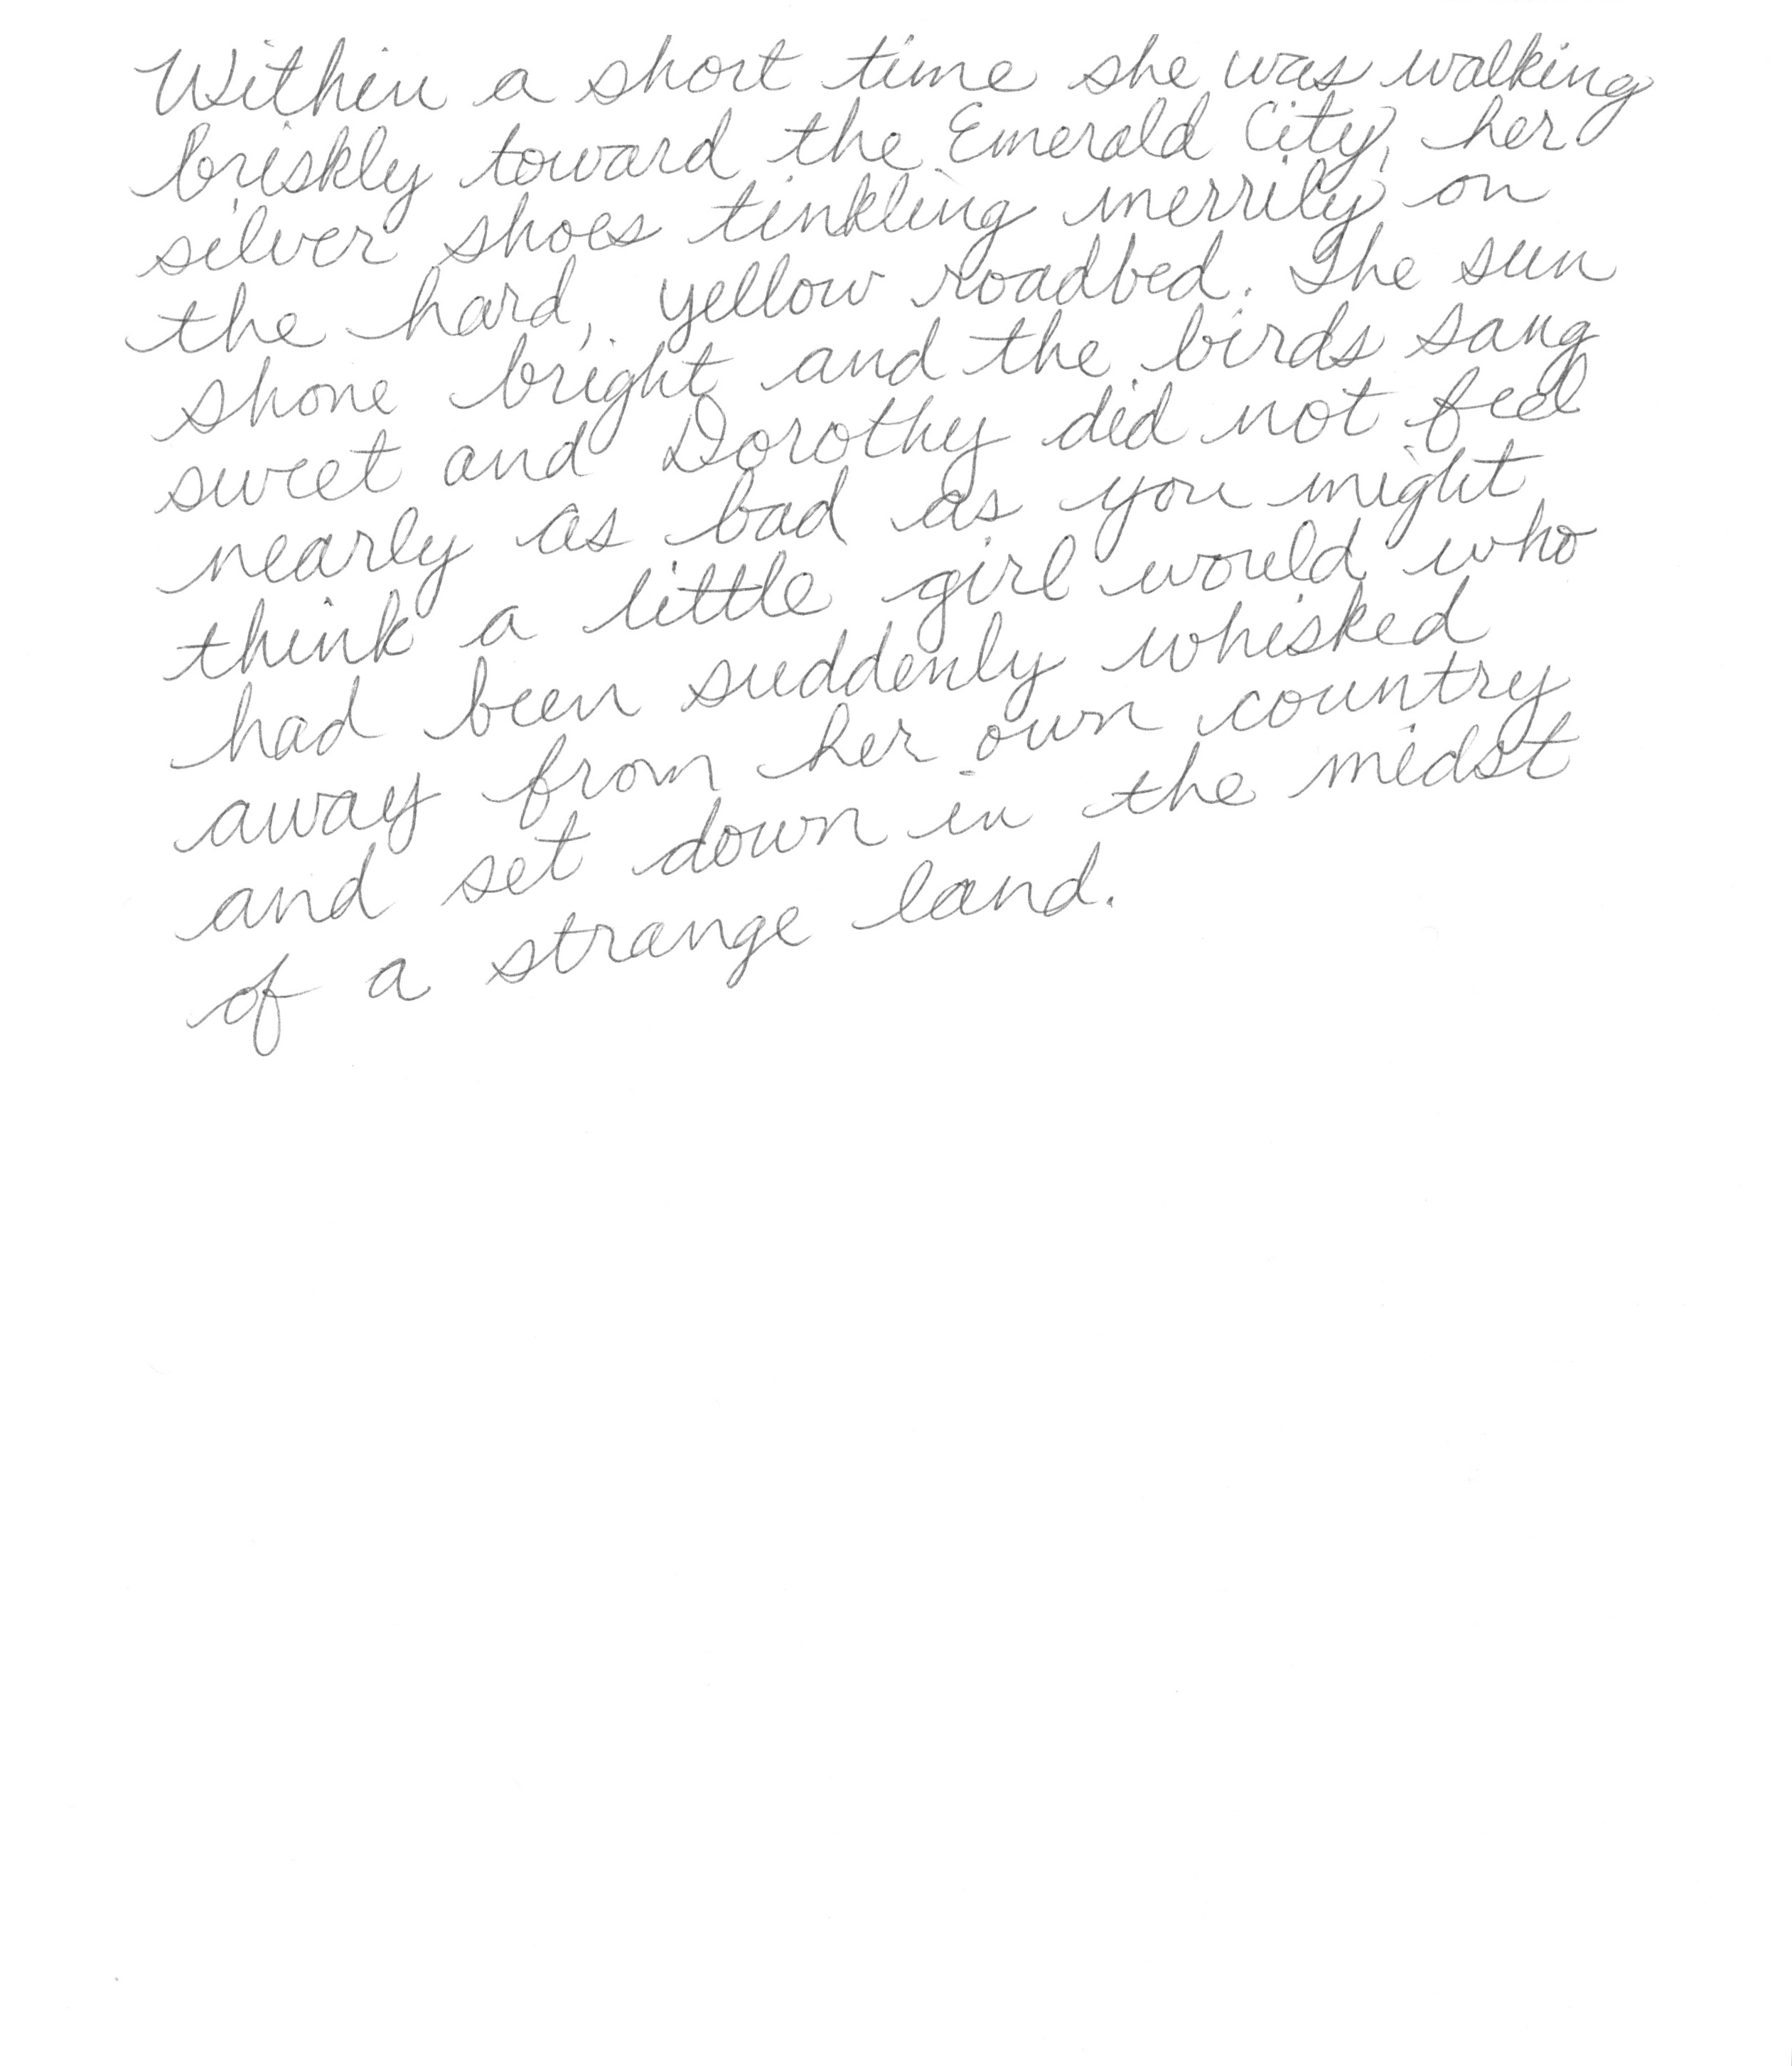 Within a short time she was walking
briskly toward the Emerald City, her
silver shoes tinkling merrily on
the hard, yellow roadbed. The sun
shone bright and the birds sang
sweet and Dorothy did not feel
nearly as bad as you might
think a little girl would who
had been suddenly whisked
away from her own country
and set down in the midst
of a strange land.